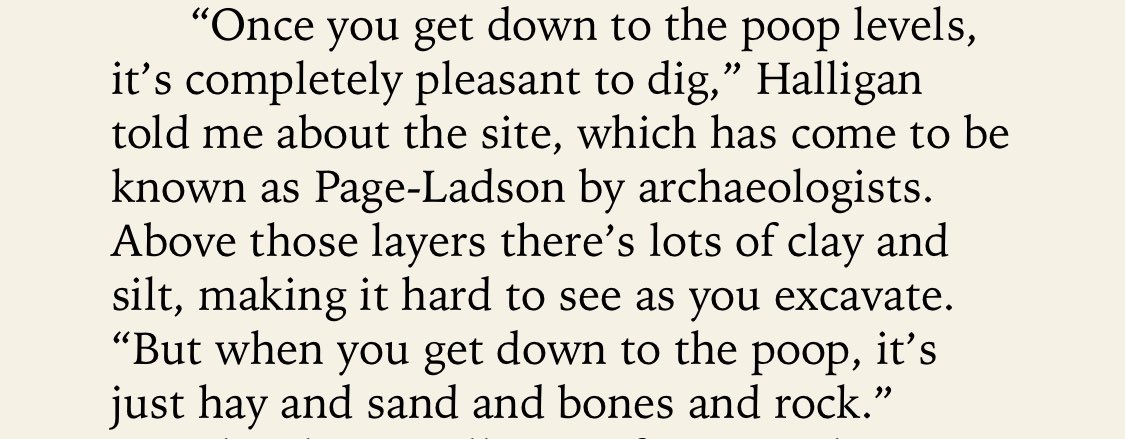 “Once you get down to the poop levels,
it’s completely pleasant to dig,” Halligan
told me about the site, which has come to be
known as Page-Ladson by archaeologists.
Above those layers there’s lots of clay and
silt, making it hard to see as you excavate.
“But when you get down to the poop, it’s
just hay and sand and bones and rock.”